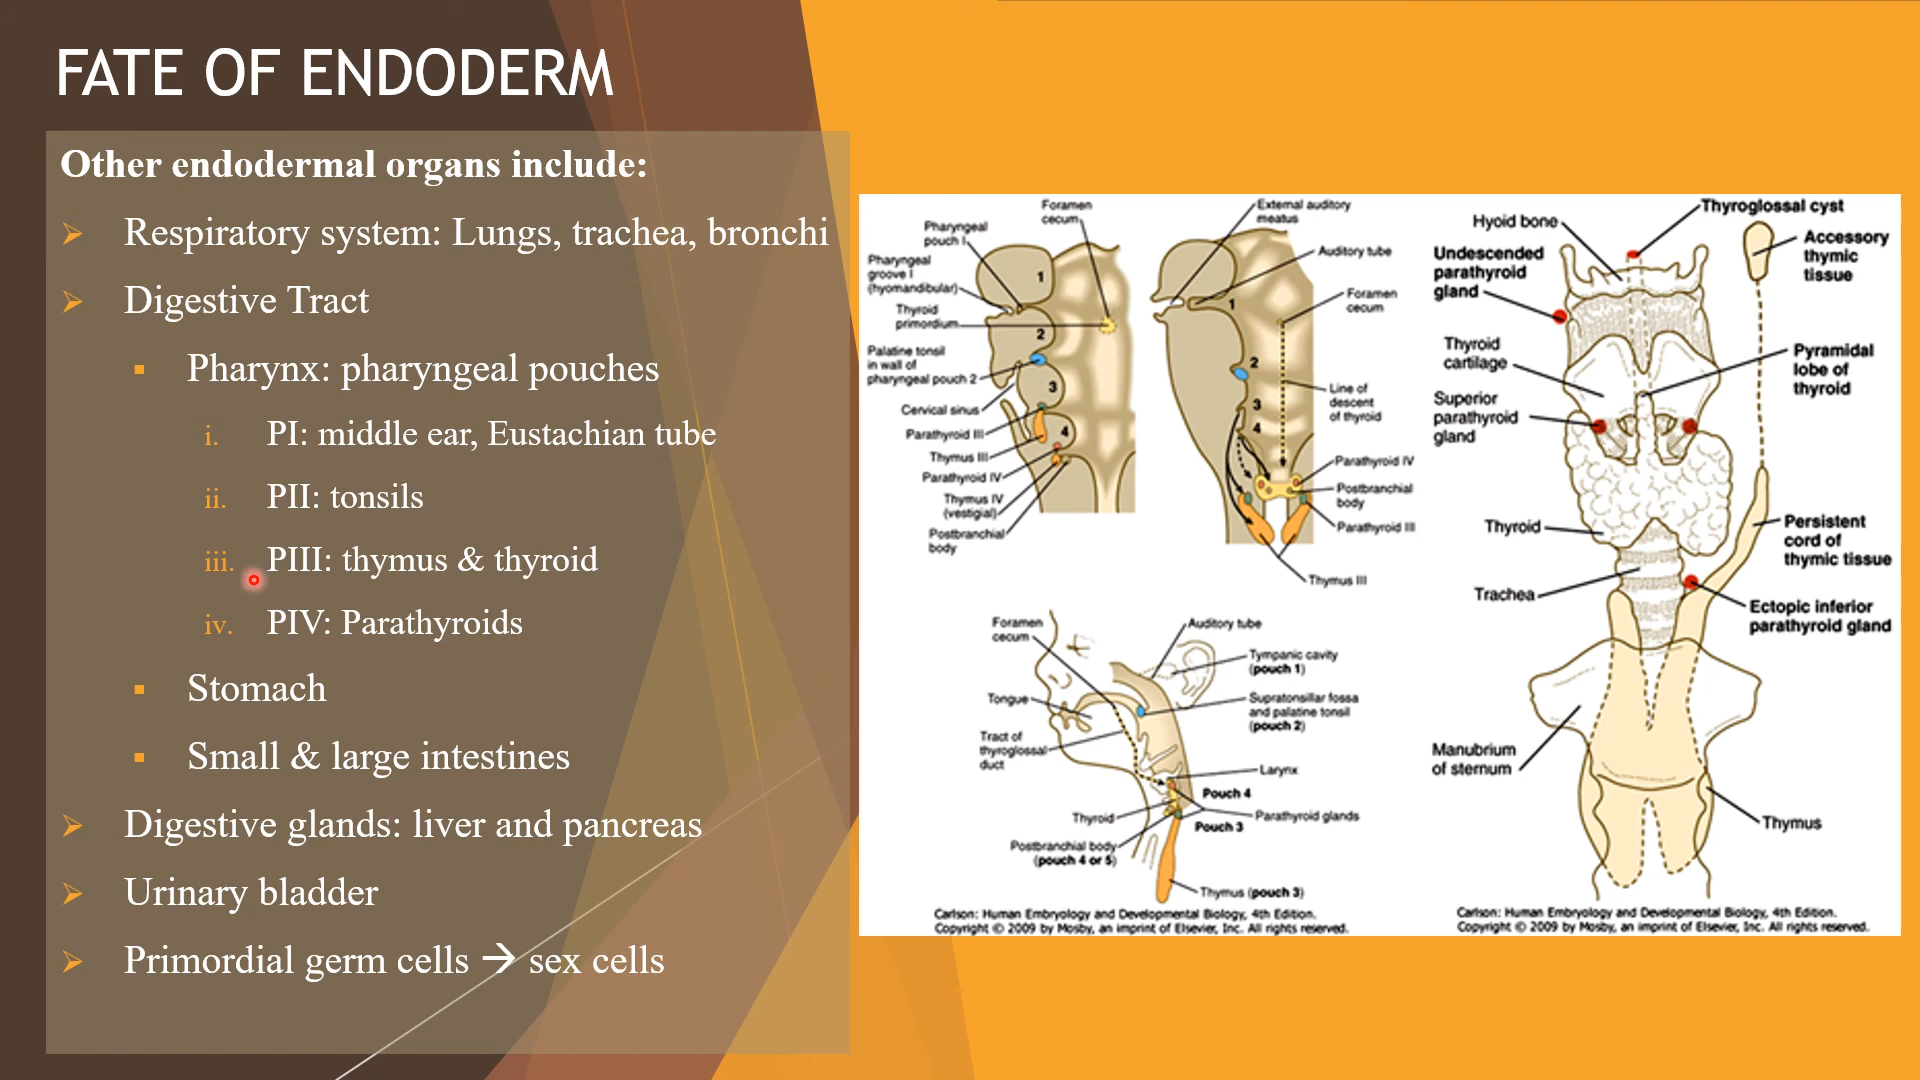 FATE OF ENDODERM
Other endodermal organs include:
Respiratory system: Lungs, trachea, bronchi
Digestive Tract
Pharynx: pharyngeal pouches
i. PI: middle ear, Eustachian tube
ii. PII: tonsils
iii. PIII: thymus & thyroid
iv. PIV: Parathyroids
Stomach
Small & large intestines
Digestive glands: liver and pancreas
Urinary bladder
Primordial germ cells → sex cells
Foramen
cecum
Pharyngeal
pouch I
Pharyngeal
groove I
(hyomandibular)
Thyroid
primordium
Palatine tonsil
in wall of
pharyngeal pouch 2
Cervical sinus
Parathyroid III
Thymus III
Parathyroid IV
Thymus IV
(vestigial)
Postbranchial
body
1
2
3
4
External auditory
meatus
Auditory tube
Foramen
cecum
Line of
descent
of thyroid
Parathyroid IV
Postbranchial
body
Parathyroid III
Thymus III
1
2
3
4
Foramen
cecum
Auditory tube
Tympanic cavity
(pouch 1)
Tongue
Supratonsillar fossa
and palatine tonsil
(pouch 2)
Tract of
thyroglossal
duct
Larynx
Pouch 4
Thyroid
Parathyroid glands
Pouch 3
Postbranchial body
(pouch 4 or 5)
Thymus (pouch 3)
Carlson: Human Embryology and Developmental Biology, 4th Edition.
Copyright © 2009 by Mosby, an imprint of Elsevier, Inc. All rights reserved.
Thyroglossal cyst
Hyoid bone
Accessory
thymic
tissue
Undescended
parathyroid
gland
Thyroid
cartilage
Pyramidal
lobe of
thyroid
Superior
parathyroid
gland
Thyroid
Persistent
cord of
thymic tissue
Trachea
Ectopic inferior
parathyroid gland
Manubrium
of sternum
Thymus
Carlson: Human Embryology and Developmental Biology, 4th Edition.
Copyright © 2009 by Mosby, an imprint of Elsevier, Inc. All rights reserved.